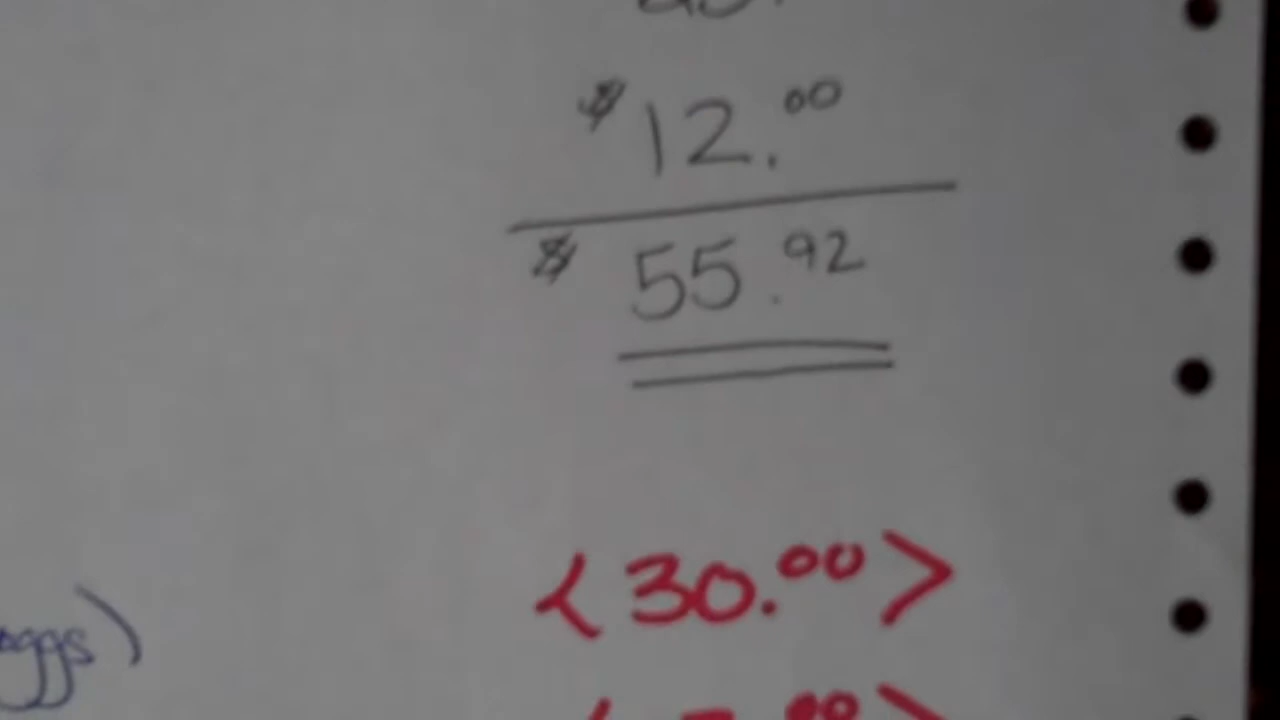 $12.00
$ 55.92
<30.00>
eggs)